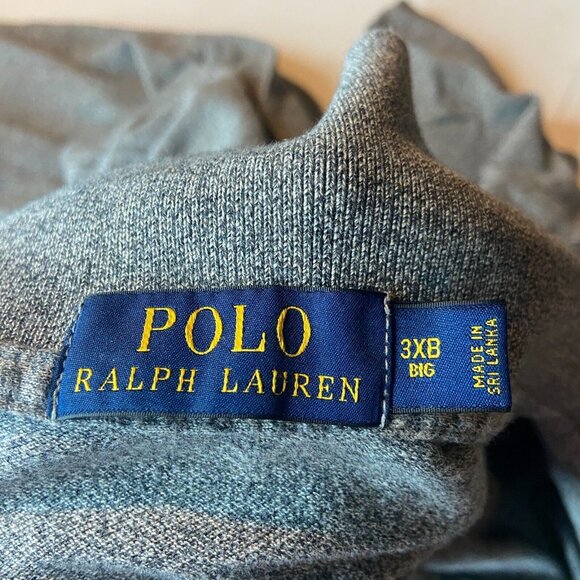 POLO
RALPH LAUREN
3XB
BIG
MADE IN
SRI LANKA